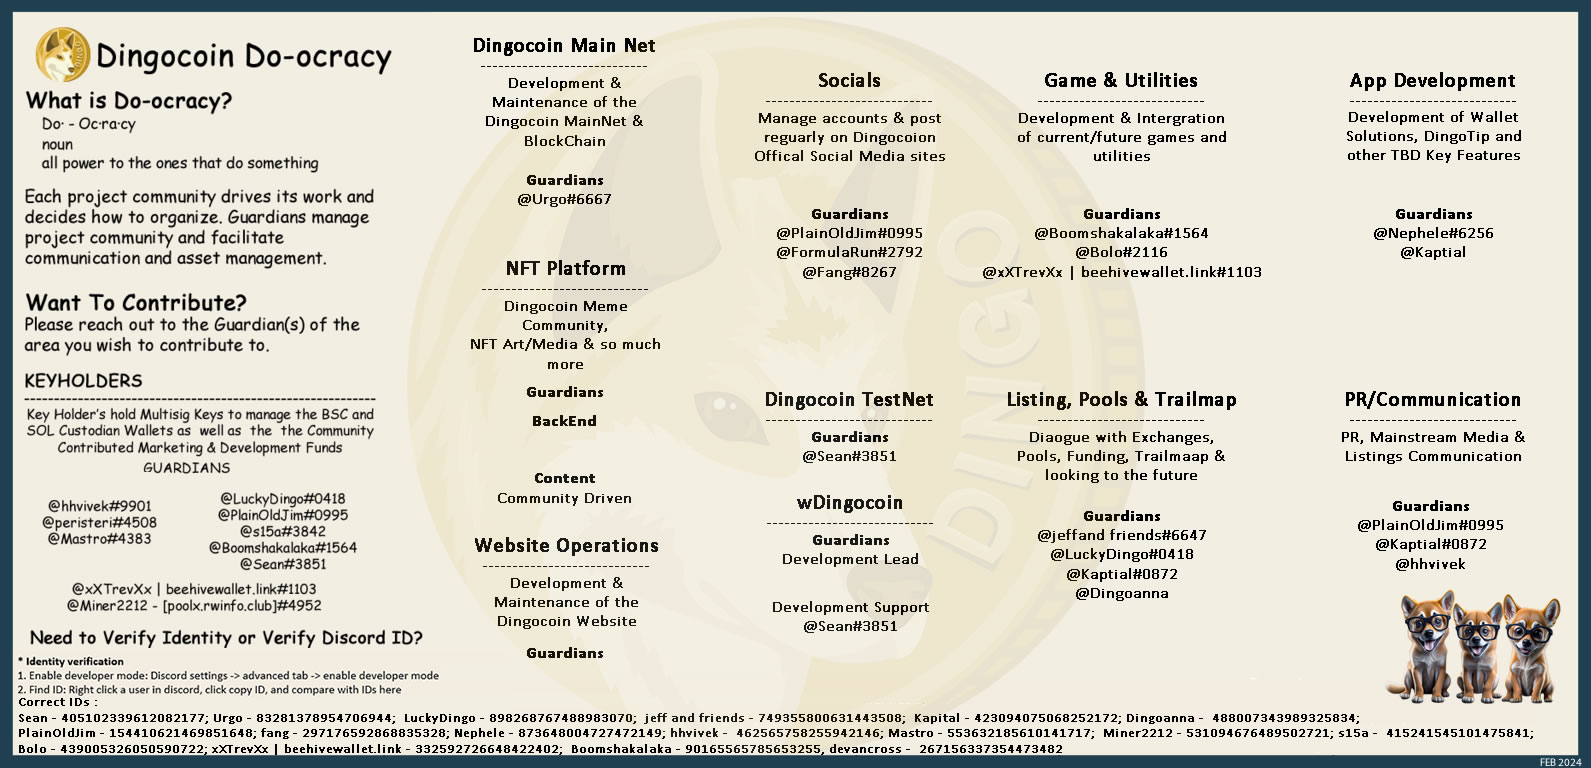 Dingocoin Do-ocracy
What is Do-ocracy?
Do· - Oc·ra·cy
noun
all power to the ones that do something
Each project community drives its work and
decides how to organize. Guardians manage
project community and facilitate
communication and asset management.
Want To Contribute?
Please reach out to the Guardian(s) of the
area you wish to contribute to.
KEYHOLDERS
Key Holder's hold Multisig Keys to manage the BSC and
SOL Custodian Wallets as well as the the Community
Contributed Marketing & Development Funds
GUARDIANS
@hhvivek#9901
@peristeri#4508
@Mastro#4383
@LuckyDingo#0418
@PlainOldJim#0995
@s15a#3842
@Boomshakalaka#1564
@Sean#3851
@xXTrevXx | beehivewallet.link#1103
@Miner2212 - [poolx.rwinfo.club]#4952
Need to Verify Identity or Verify Discord ID?
* Identity verification
1. Enable developer mode: Discord settings -> advanced tab -> enable developer mode
2. Find ID: Right click a user in discord, click copy ID, and compare with IDs here
Dingocoin Main Net
Development &
Maintenance of the
Dingocoin MainNet &
BlockChain
Guardians
@Urgo#6667
NFT Platform
Dingocoin Meme
Community,
NFT Art/Media & so much
more
Guardians
BackEnd
Content
Community Driven
Website Operations
Development &
Maintenance of the
Dingocoin Website
Guardians
Socials
Manage accounts & post
reguarly on Dingocoion
Offical Social Media sites
Guardians
@PlainOldJim#0995
@FormulaRun#2792
@Fang#8267
Dingocoin TestNet
Guardians
@Sean#3851
wDingocoin
Guardians
Development Lead
Development Support
@Sean#3851
Game & Utilities
Development & Intergration
of current/future games and
utilities
Guardians
@Boomshakalaka#1564
@Bolo#2116
@xXTrevXx | beehivewallet.link#1103
Listing, Pools & Trailmap
Diaogue with Exchanges,
Pools, Funding, Trailmaap &
looking to the future
Guardians
@jeffand friends#6647
@LuckyDingo#0418
@Kaptial#0872
@Dingoanna
App Development
Development of Wallet
Solutions, DingoTip and
other TBD Key Features
Guardians
@Nephele#6256
@Kaptial
PR/Communication
PR, Mainstream Media &
Listings Communication
Guardians
@PlainOldJim#0995
@Kaptial#0872
@hhvivek
DINGO
Correct IDs :
Sean - 405102339612082177; Urgo - 83281378954706944; LuckyDingo - 898268767488983070; jeff and friends - 749355800631443508; Kapital - 423094075068252172; Dingoanna - 488007343989325834;
PlainOldJim - 154410621469851648; fang - 297176592868835328; Nephele - 873648004727472149; hhvivek - 462565758255942146; Mastro - 553632185610141717; Miner2212 - 531094676489502721; s15a - 415241545101475841;
Bolo - 439005326050590722; xXTrevXx | beehivewallet.link - 332592726648422402; Boomshakalaka - 90165565785653255, devancross - 267156337354473482
FEB 2024